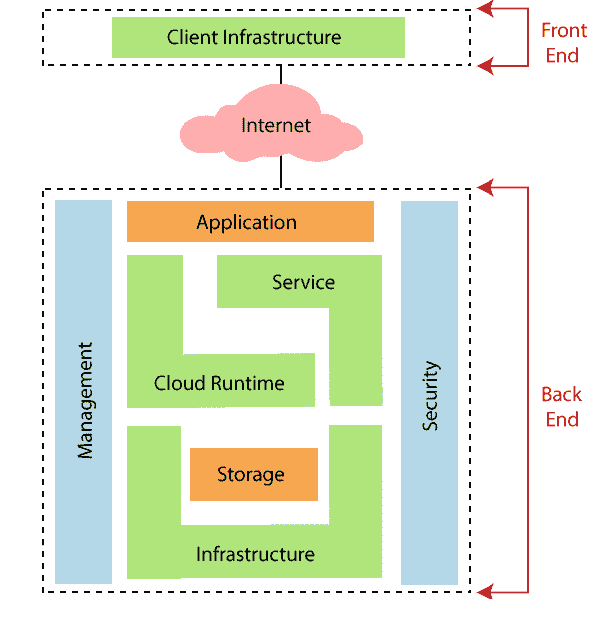 Client Infrastructure
Front
End
Internet
Application
Service
Cloud Runtime
Management
Security
Back
End
Storage
Infrastructure